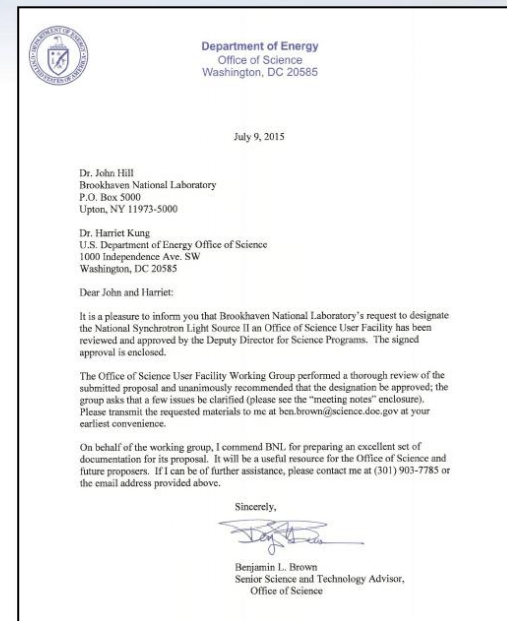 Department of Energy
Office of Science
Washington, DC 20585
July 9, 2015
Dr. John Hill
Brookhaven National Laboratory
P.O. Box 5000
Upton, NY 11973-5000
Dr. Harriet Kung
U.S. Department of Energy Office of Science
1000 Independence Ave. SW
Washington, DC 20585
Dear John and Harriet:
It is a pleasure to inform you that Brookhaven National Laboratory's request to designate
the National Synchrotron Light Source II an Office of Science User Facility has been
reviewed and approved by the Deputy Director for Science Programs. The signed
approval is enclosed.
The Office of Science User Facility Working Group performed a thorough review of the
submitted proposal and unanimously recommended that the designation be approved; the
group asks that a few issues be clarified (please see the "meeting notes" enclosure).
Please transmit the requested materials to me at ben.brown@science.doe.gov at your
earliest convenience.
On behalf of the working group, I commend BNL for preparing an excellent set of
documentation for its proposal. It will be a useful resource for the Office of Science and
future proposers. If I can be of further assistance, please contact me at (301) 903-7785 or
the email address provided above.
Sincerely,
Benjamin L. Brown
Senior Science and Technology Advisor,
Office of Science